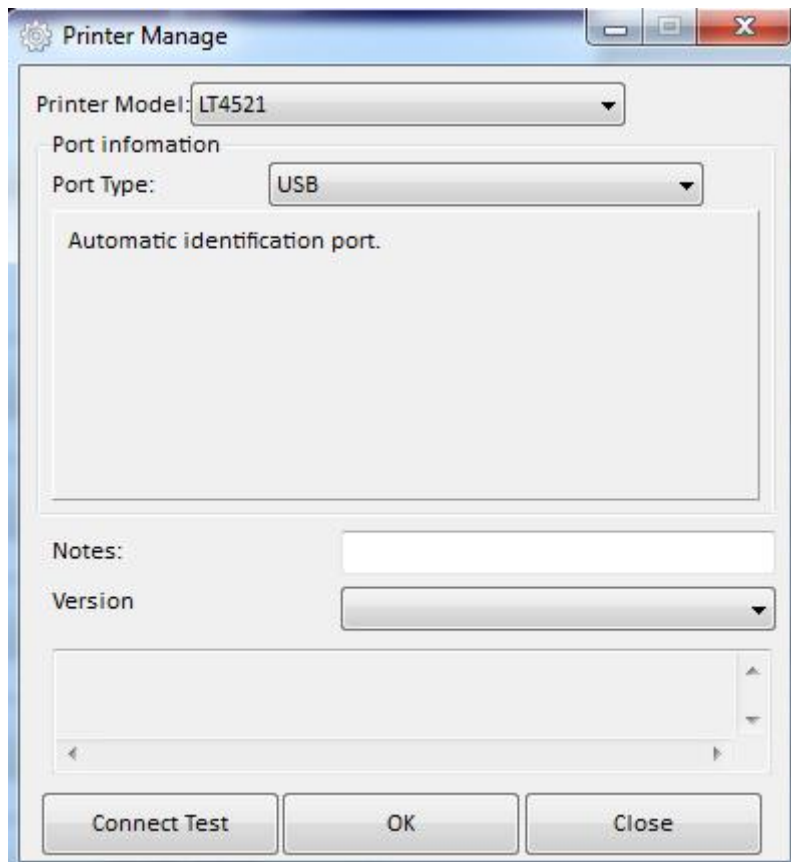 Printer Manage
Printer Model: LT4521
Port infomation
Port Type: USB
Automatic identification port.
Notes:
Version
Connect Test OK Close